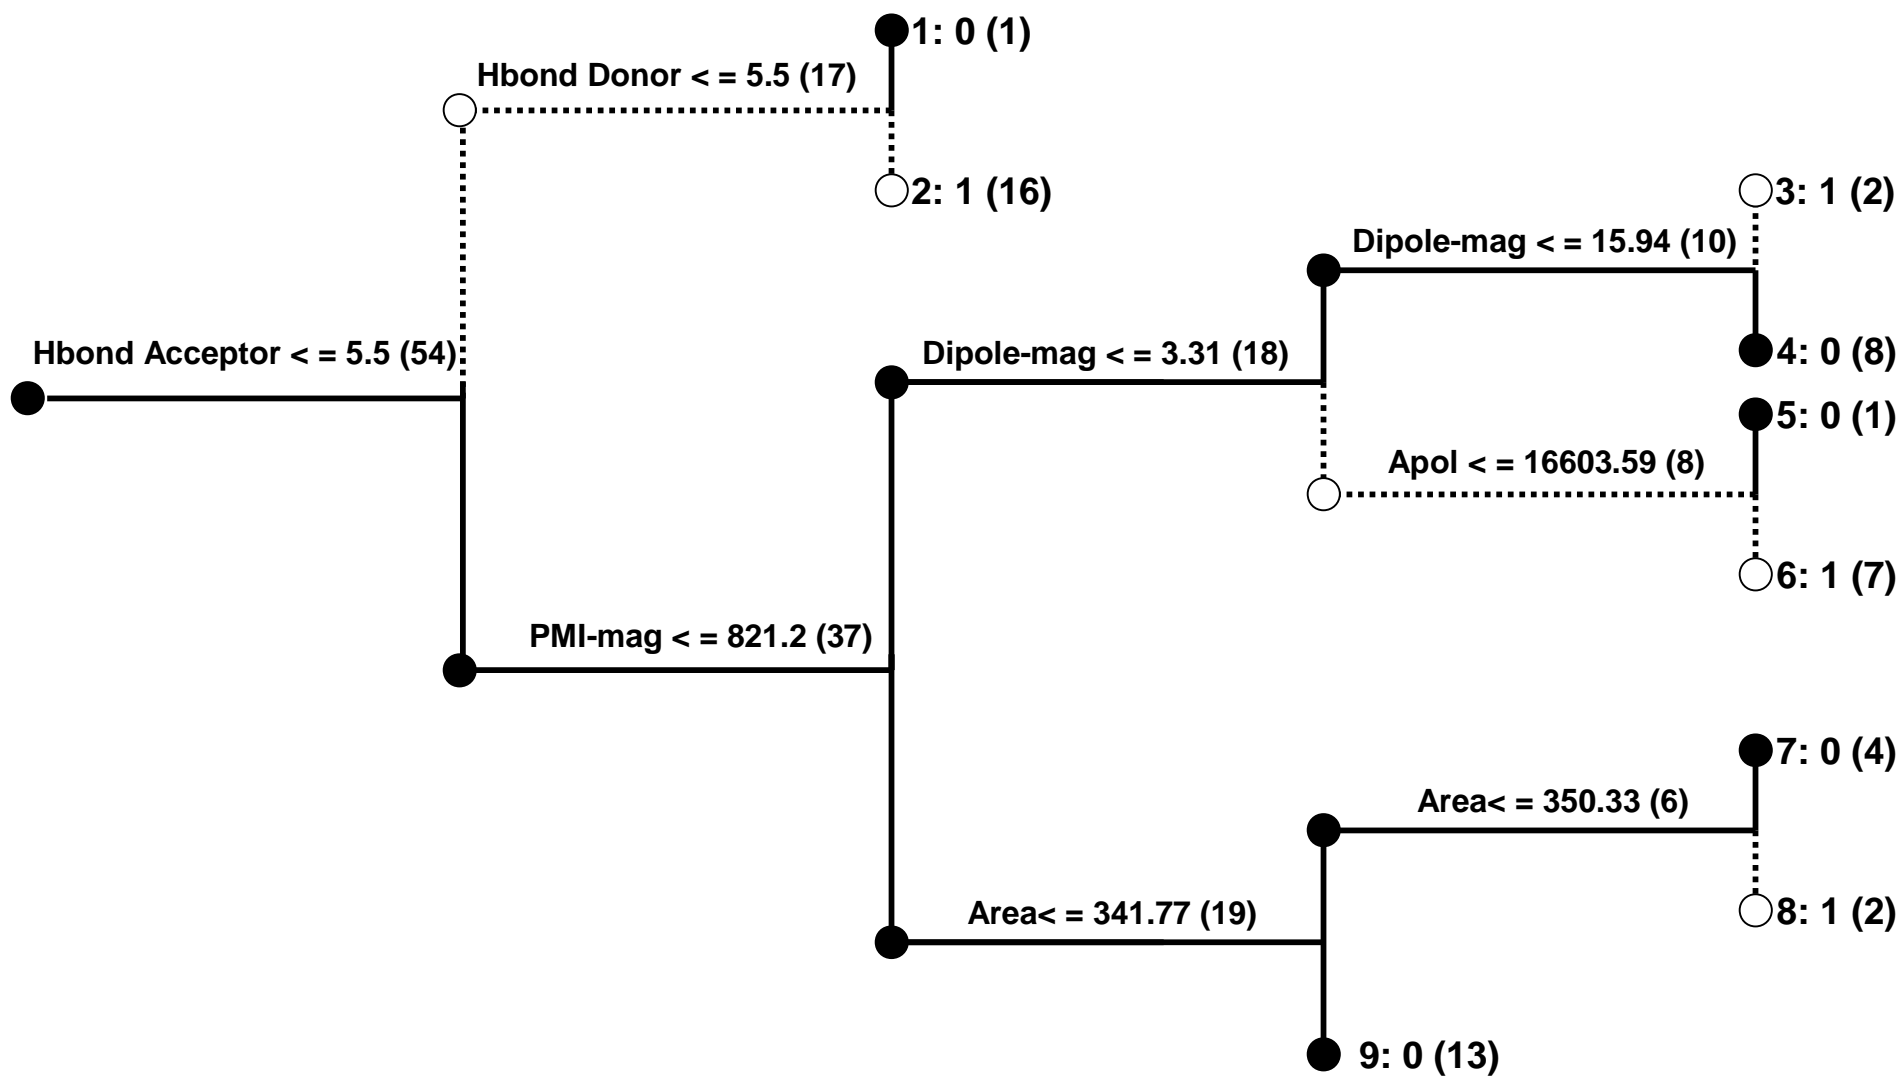 1: 0 (1)
Hbond Donor < = 5.5 (17)
2: 1 (16)
3: 1 (2)
Dipole-mag < = 15.94 (10)
Hbond Acceptor < = 5.5 (54)
Dipole-mag < = 3.31 (18)
4: 0 (8)
5: 0 (1)
Apol < = 16603.59 (8)
6: 1 (7)
PMI-mag < = 821.2 (37)
7: 0 (4)
Area< = 350.33 (6)
Area< = 341.77 (19)
8: 1 (2)
9: 0 (13)